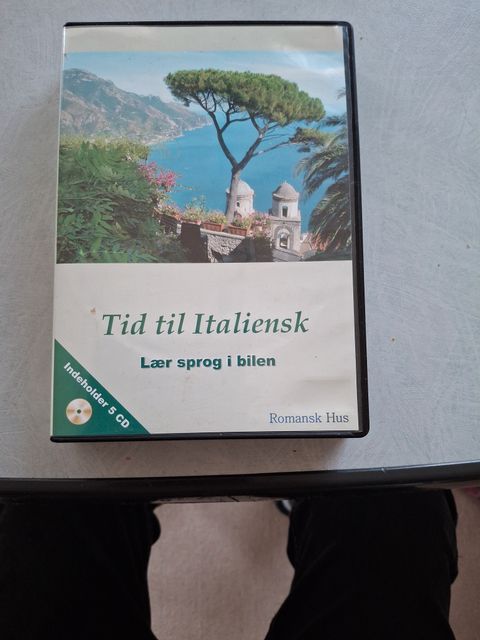 Tid til Italiensk
Lær sprog i bilen
Indeholder 5 CD
Romansk Hus